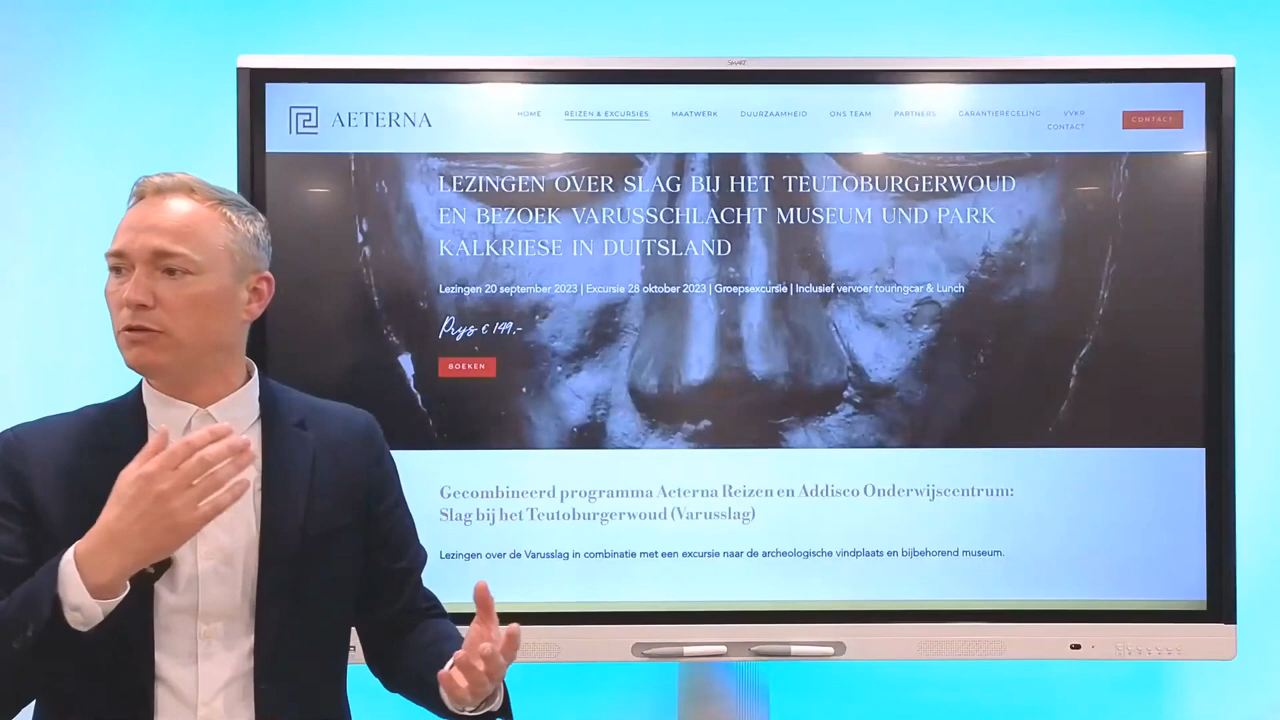 SMART
AETERNA
HOME REIZEN & EXCURSIES MAATWERK DUURZAAMHEID ONS TEAM PARTNERS GARANTIEREGELING VVKR
CONTACT
CONTACT
LEZINGEN OVER SLAG BIJ HET TEUTOBURGERWOUD
EN BEZOEK VARUSSCHLACHT MUSEUM UND PARK
KALKRIESE IN DUITSLAND
Lezingen 20 september 2023 | Excursie 28 oktober 2023 | Groepsexcursie | Inclusief vervoer touringcar & Lunch
Prijs € 149,-
BOEKEN
Gecombineerd programma Aeterna Reizen en Addisco Onderwijscentrum:
Slag bij het Teutoburgerwoud (Varusslag)
Lezingen over de Varusslag in combinatie met een excursie naar de archeologische vindplaats en bijbehorend museum.